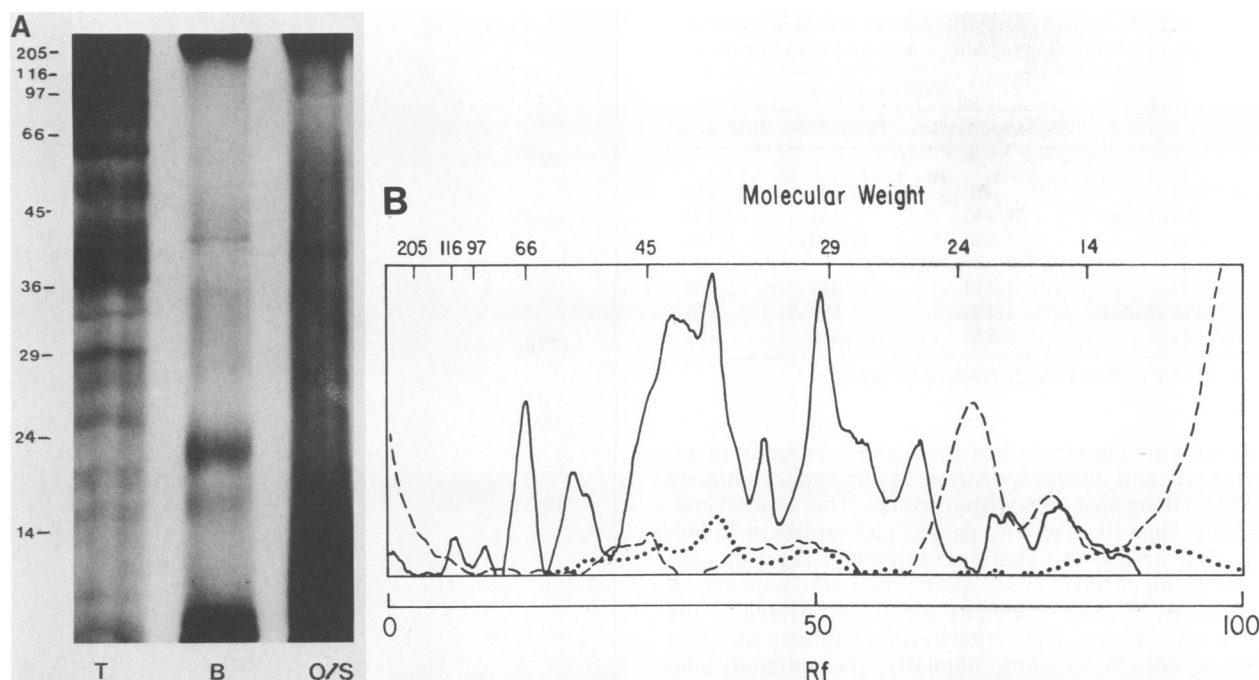 A
205-
116-
97-
66-
45-
36-
29-
24-
14-
T B O/S
B
Molecular Weight
205 116 97 66 45 29 24 14
0 50 100
Rf